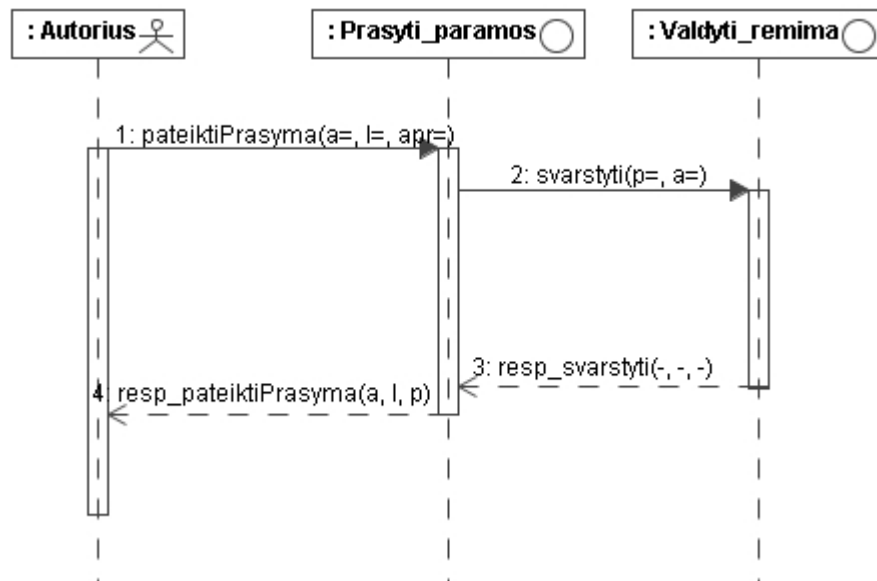 : Autorius
: Prasyti_paramos
: Valdyti_remima
1: pateiktiPrasyma(a=, l=, apr=)
2: svarstyti(p=, a=)
3: resp_svarstyti(-, -, -)
4: resp_pateiktiPrasyma(a, l, p)